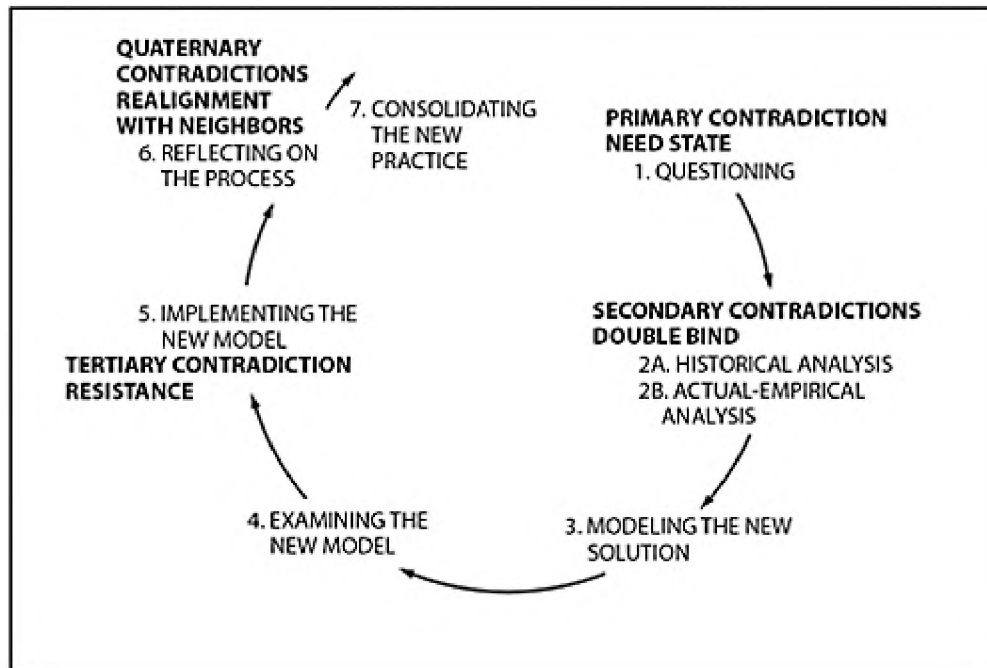 PRIMARY CONTRADICTION
NEED STATE
1. QUESTIONING
SECONDARY CONTRADICTIONS
DOUBLE BIND
2A. HISTORICAL ANALYSIS
2B. ACTUAL-EMPIRICAL
ANALYSIS
3. MODELING THE NEW
SOLUTION
4. EXAMINING THE
NEW MODEL
5. IMPLEMENTING THE
NEW MODEL
TERTIARY CONTRADICTION
RESISTANCE
QUATERNARY
CONTRADICTIONS
REALIGNMENT
WITH NEIGHBORS
6. REFLECTING ON
THE PROCESS
7. CONSOLIDATING
THE NEW
PRACTICE